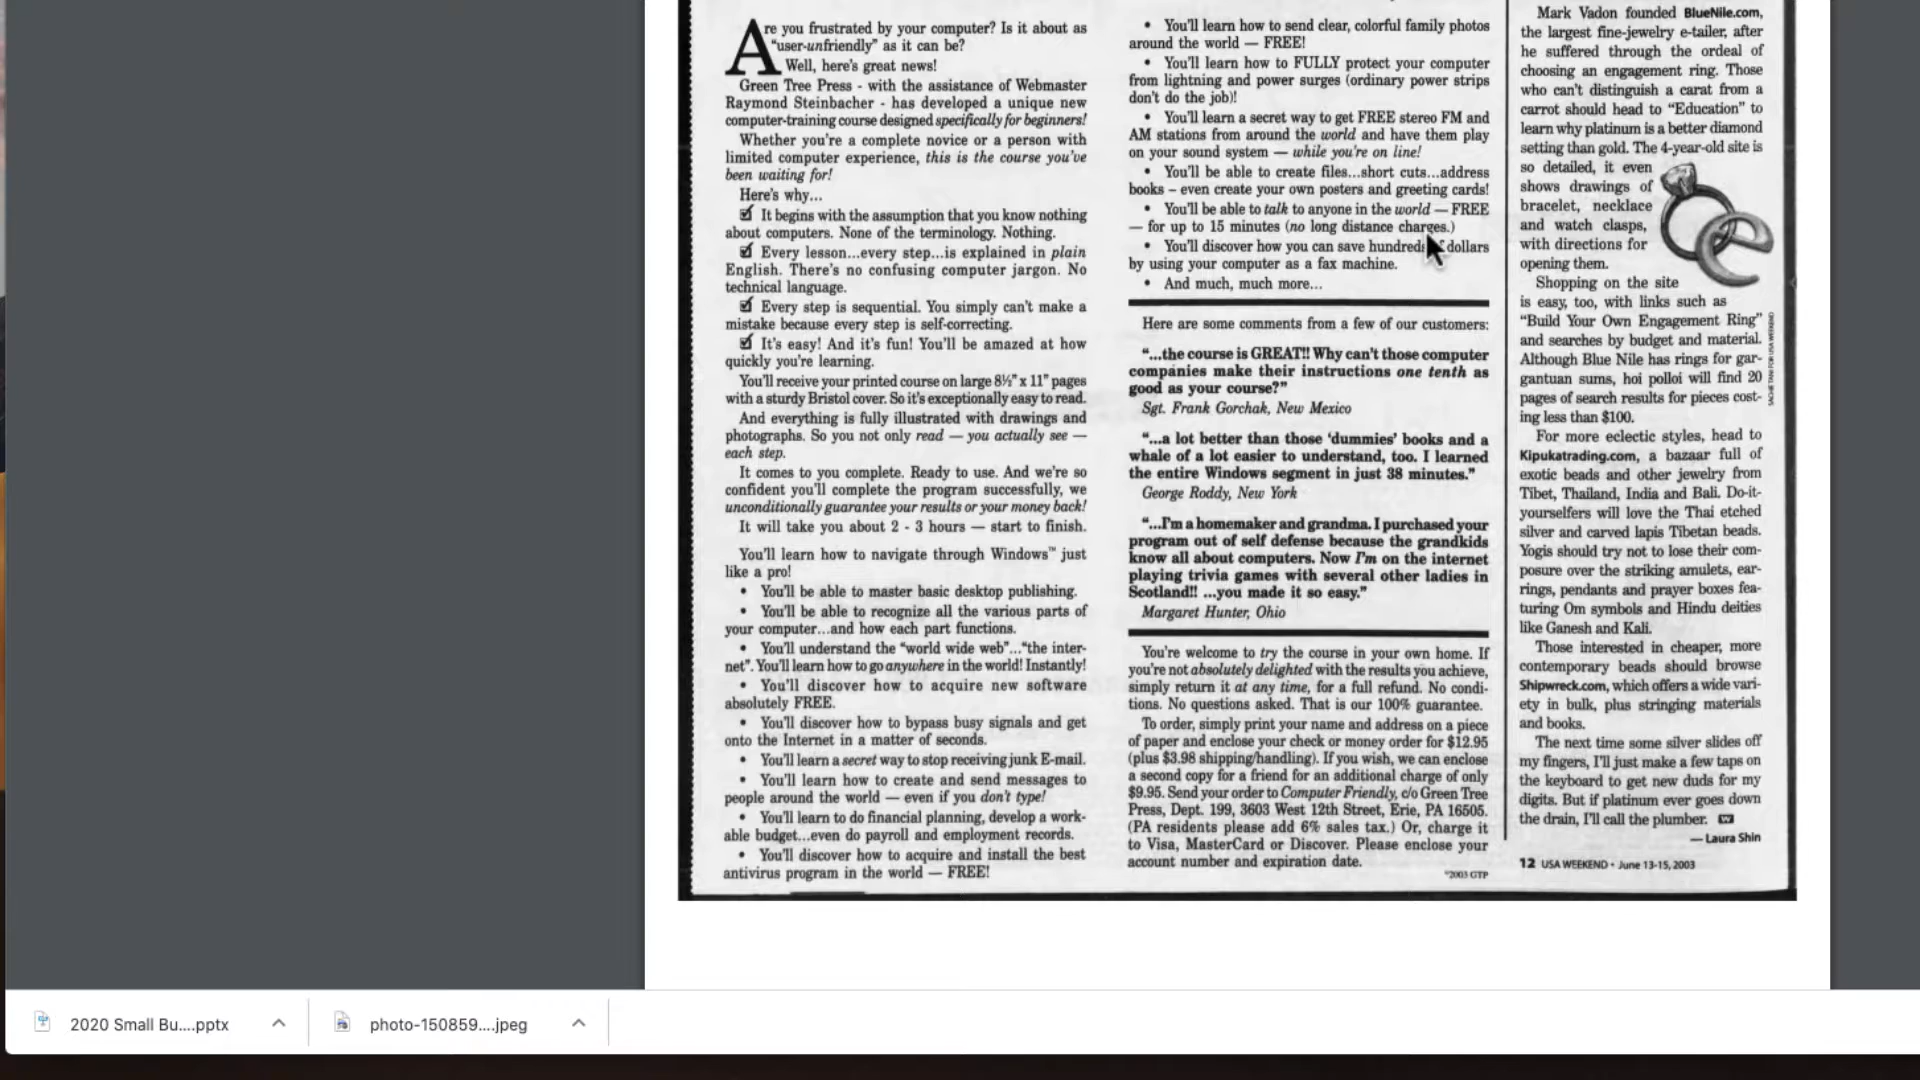 Are you frustrated by your computer? Is it about as
"user-unfriendly" as it can be?
Well, here's great news!
Green Tree Press - with the assistance of Webmaster
Raymond Steinbacher - has developed a unique new
computer-training course designed specifically for beginners!
Whether you're a complete novice or a person with
limited computer experience, this is the course you've
been waiting for!
Here's why...
☑ It begins with the assumption that you know nothing
about computers. None of the terminology. Nothing.
☑ Every lesson...every step...is explained in plain
English. There's no confusing computer jargon. No
technical language.
☑ Every step is sequential. You simply can't make a
mistake because every step is self-correcting.
☑ It's easy! And it's fun! You'll be amazed at how
quickly you're learning.
You'll receive your printed course on large 8½" x 11" pages
with a sturdy Bristol cover. So it's exceptionally easy to read.
And everything is fully illustrated with drawings and
photographs. So you not only read — you actually see —
each step.
It comes to you complete. Ready to use. And we're so
confident you'll complete the program successfully, we
unconditionally guarantee your results or your money back!
It will take you about 2 - 3 hours — start to finish.
You'll learn how to navigate through Windows™ just
like a pro!
• You'll be able to master basic desktop publishing.
• You'll be able to recognize all the various parts of
your computer...and how each part functions.
• You'll understand the "world wide web"..."the inter-
net". You'll learn how to go anywhere in the world! Instantly!
• You'll discover how to acquire new software
absolutely FREE.
• You'll discover how to bypass busy signals and get
onto the Internet in a matter of seconds.
• You'll learn a secret way to stop receiving junk E-mail.
• You'll learn how to create and send messages to
people around the world — even if you don't type!
• You'll learn to do financial planning, develop a work-
able budget...even do payroll and employment records.
• You'll discover how to acquire and install the best
antivirus program in the world — FREE!
• You'll learn how to send clear, colorful family photos
around the world — FREE!
• You'll learn how to FULLY protect your computer
from lightning and power surges (ordinary power strips
don't do the job)!
• You'll learn a secret way to get FREE stereo FM and
AM stations from around the world and have them play
on your sound system — while you're on line!
• You'll be able to create files...short cuts...address
books – even create your own posters and greeting cards!
• You'll be able to talk to anyone in the world — FREE
— for up to 15 minutes (no long distance charges.)
• You'll discover how you can save hundreds dollars
by using your computer as a fax machine.
• And much, much more...
Here are some comments from a few of our customers:
"...the course is GREAT!! Why can't those computer
companies make their instructions one tenth as
good as your course?"
Sgt. Frank Gorchak, New Mexico
"...a lot better than those 'dummies' books and a
whale of a lot easier to understand, too. I learned
the entire Windows segment in just 38 minutes."
George Roddy, New York
"...I'm a homemaker and grandma. I purchased your
program out of self defense because the grandkids
know all about computers. Now I'm on the internet
playing trivia games with several other ladies in
Scotland!! ...you made it so easy."
Margaret Hunter, Ohio
You're welcome to try the course in your own home. If
you're not absolutely delighted with the results you achieve,
simply return it at any time, for a full refund. No condi-
tions. No questions asked. That is our 100% guarantee.
To order, simply print your name and address on a piece
of paper and enclose your check or money order for $12.95
(plus $3.98 shipping/handling). If you wish, we can enclose
a second copy for a friend for an additional charge of only
$9.95. Send your order to Computer Friendly, c/o Green Tree
Press, Dept. 199, 3603 West 12th Street, Erie, PA 16505.
(PA residents please add 6% sales tax.) Or, charge it
to Visa, MasterCard or Discover. Please enclose your
account number and expiration date.
©2003 GTP
Mark Vadon founded BlueNile.com,
the largest fine-jewelry e-tailer, after
he suffered through the ordeal of
choosing an engagement ring. Those
who can't distinguish a carat from a
carrot should head to "Education" to
learn why platinum is a better diamond
setting than gold. The 4-year-old site is
so detailed, it even
shows drawings of
bracelet, necklace
and watch clasps,
with directions for
opening them.
Shopping on the site
is easy, too, with links such as
"Build Your Own Engagement Ring"
and searches by budget and material.
Although Blue Nile has rings for gar-
gantuan sums, hoi polloi will find 20
pages of search results for pieces cost-
ing less than $100.
For more eclectic styles, head to
Kipukatrading.com, a bazaar full of
exotic beads and other jewelry from
Tibet, Thailand, India and Bali. Do-it-
yourselfers will love the Thai etched
silver and carved lapis Tibetan beads.
Yogis should try not to lose their com-
posure over the striking amulets, ear-
rings, pendants and prayer boxes fea-
turing Om symbols and Hindu deities
like Ganesh and Kali.
Those interested in cheaper, more
contemporary beads should browse
Shipwreck.com, which offers a wide vari-
ety in bulk, plus stringing materials
and books.
The next time some silver slides off
my fingers, I'll just make a few taps on
the keyboard to get new duds for my
digits. But if platinum ever goes down
the drain, I'll call the plumber. W
— Laura Shin
12 USA WEEKEND • June 13-15, 2003
2020 Small Bu....pptx
photo-150859....jpeg